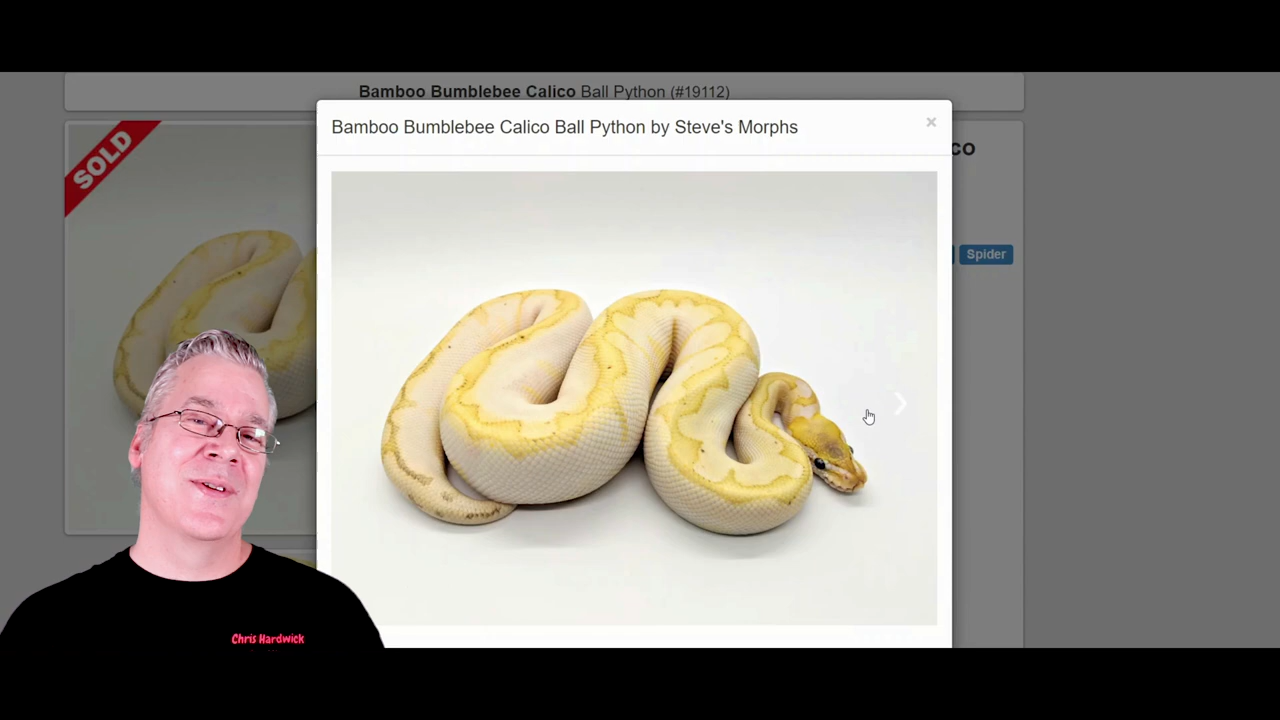 Bamboo Bumblebee Calico Ball Python (#19112)
Bamboo Bumblebee Calico Ball Python by Steve's Morphs
×
SOLD
co
Spider
Chris Hardwick